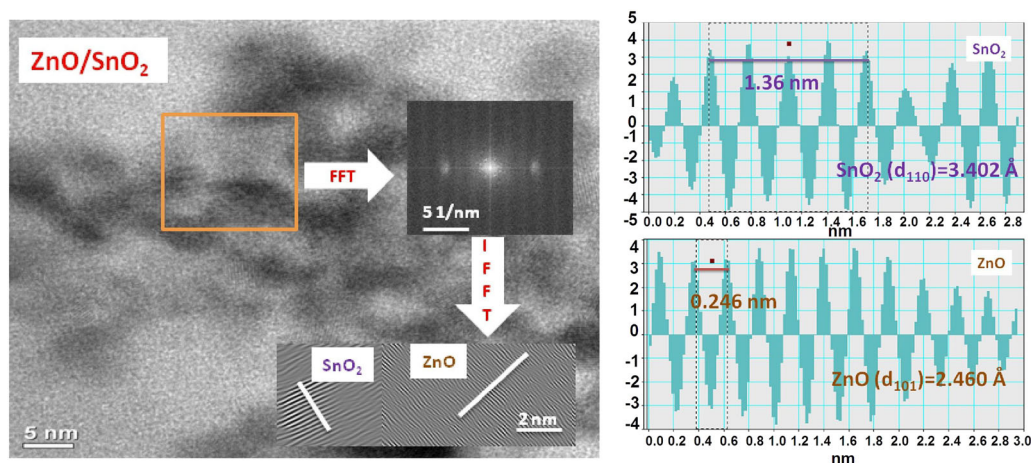 ZnO/SnO₂
FFT
5 1/nm
I
F
F
T
SnO₂
ZnO
2 nm
5 nm
5
4
3
2
1
0
-1
-2
-3
-4
5
SnO₂
1.36 nm
SnO₂ (d₁₁₀)=3.402 Å
0.0 0.2 0.4 0.6 0.8 1.0 1.2 1.4 1.6 1.8 2.0 2.2 2.4 2.6 2.8
nm
4
3
2
1
0
-1
-2
-3
-4
ZnO
0.246 nm
ZnO (d₁₀₁)=2.460 Å
0.0 0.2 0.4 0.6 0.8 1.0 1.2 1.4 1.6 1.8 2.0 2.2 2.4 2.6 2.8 3.0
nm